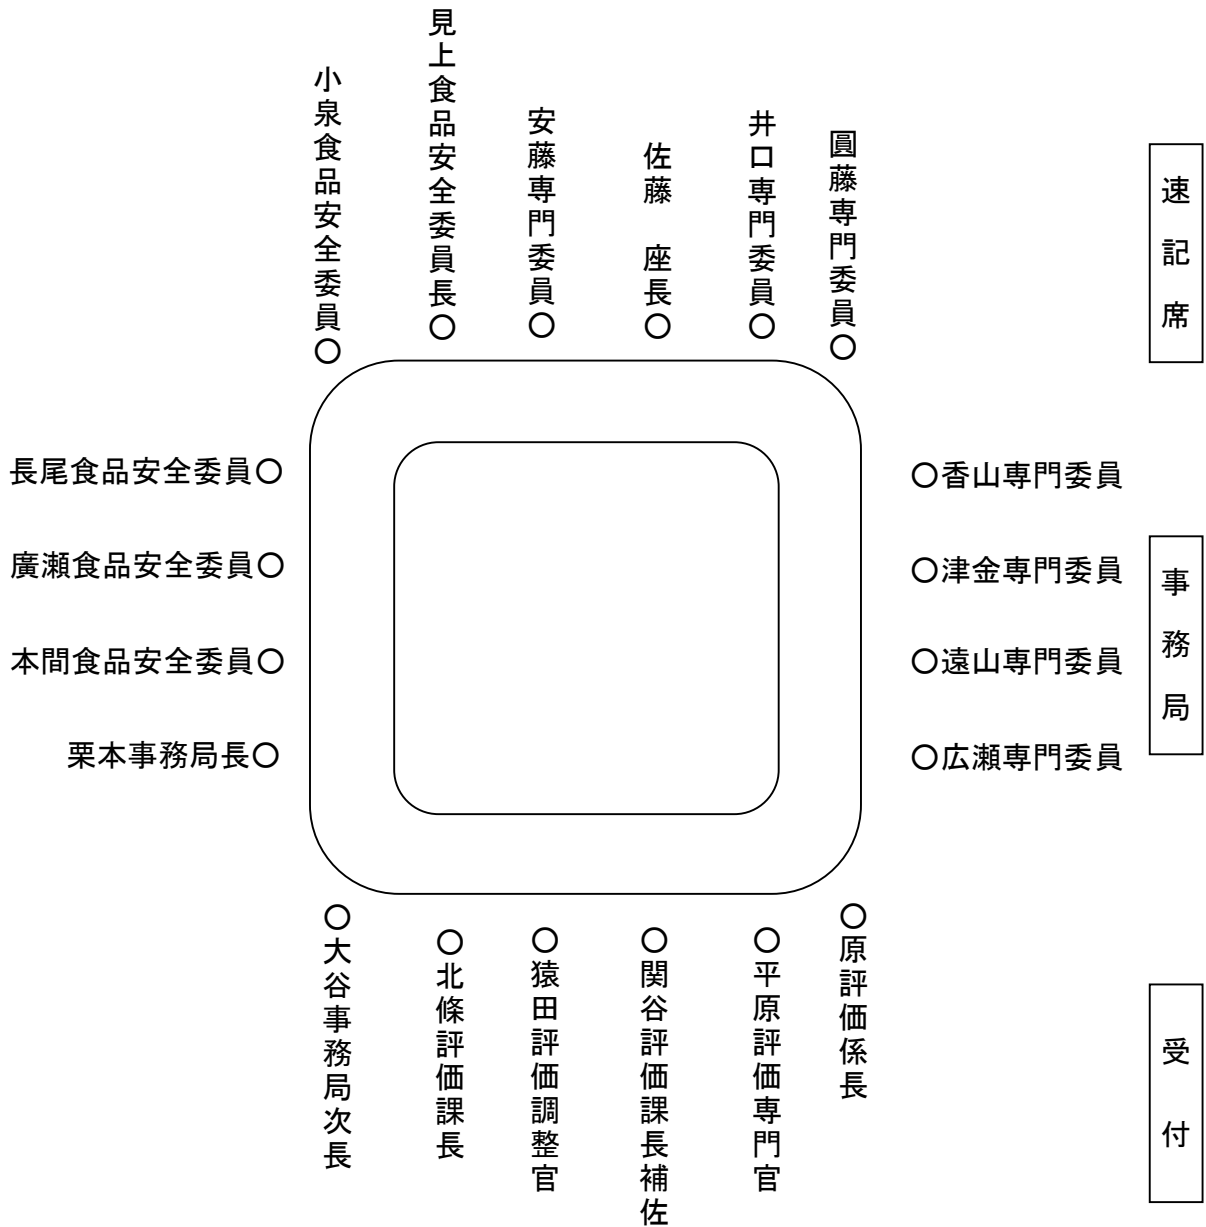 小泉食品安全委員○
見上食品安全委員長○
安藤専門委員○
佐藤　座長○
井口専門委員○
圓藤専門委員○
速記席
長尾食品安全委員○
廣瀬食品安全委員○
本間食品安全委員○
栗本事務局長○
○香山専門委員
○津金専門委員
○遠山専門委員
○広瀬専門委員
事務局
○大谷事務局次長
○北條評価課長
○猿田評価調整官
○関谷評価課長補佐
○平原評価専門官
○原評価係長
受付